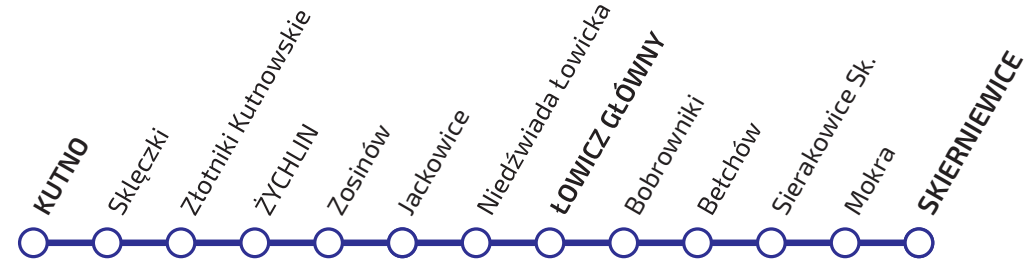 KUTNO
Sklęczki
Złotniki Kutnowskie
ŻYCHLIN
Zosinów
Jackowice
Niedźwiada Łowicka
ŁOWICZ GŁÓWNY
Bobrowniki
Bełchów
Sierakowice Sk.
Mokra
SKIERNIEWICE